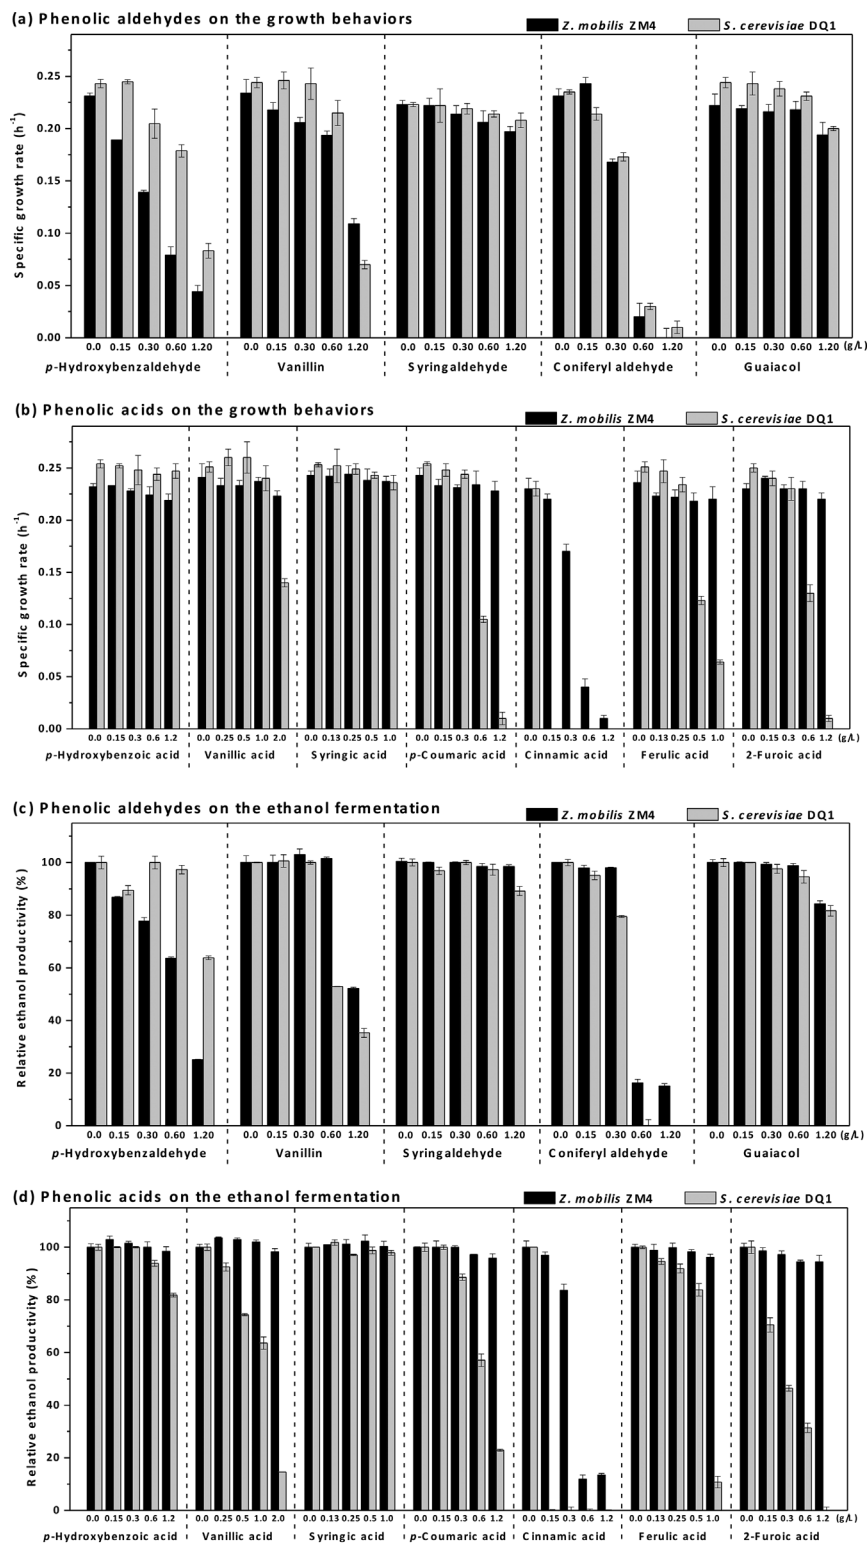 (a) Phenolic aldehydes on the growth behaviors
Z. mobilis ZM4 S. cerevisiae DQ1
Specific growth rate (h⁻¹)
0.25
0.20
0.15
0.10
0.05
0.00
0.0 0.15 0.30 0.60 1.20 0.0 0.15 0.30 0.60 1.20 0.0 0.15 0.30 0.60 1.20 0.0 0.15 0.30 0.60 1.20 0.0 0.15 0.30 0.60 1.20 (g/L)
p-Hydroxybenzaldehyde Vanillin Syringaldehyde Coniferyl aldehyde Guaiacol
(b) Phenolic acids on the growth behaviors
Z. mobilis ZM4 S. cerevisiae DQ1
Specific growth rate (h⁻¹)
0.25
0.20
0.15
0.10
0.05
0.00
0.0 0.15 0.3 0.6 1.2 0.0 0.25 0.5 1.0 2.0 0.0 0.13 0.25 0.5 1.0 0.0 0.15 0.3 0.6 1.2 0.0 0.15 0.3 0.6 1.2 0.0 0.13 0.25 0.5 1.0 0.0 0.15 0.3 0.6 1.2 (g/L)
p-Hydroxybenzoic acid Vanillic acid Syringic acid p-Coumaric acid Cinnamic acid Ferulic acid 2-Furoic acid
(c) Phenolic aldehydes on the ethanol fermentation
Z. mobilis ZM4 S. cerevisiae DQ1
Relative ethanol productivity (%)
100
80
60
40
20
0
0.0 0.15 0.30 0.60 1.20 0.0 0.15 0.30 0.60 1.20 0.0 0.15 0.30 0.60 1.20 0.0 0.15 0.30 0.60 1.20 0.0 0.15 0.30 0.60 1.20 (g/L)
p-Hydroxybenzaldehyde Vanillin Syringaldehyde Coniferyl aldehyde Guaiacol
(d) Phenolic acids on the ethanol fermentation
Z. mobilis ZM4 S. cerevisiae DQ1
Relative ethanol productivity (%)
100
80
60
40
20
0
0.0 0.15 0.3 0.6 1.2 0.0 0.25 0.5 1.0 2.0 0.0 0.13 0.25 0.5 1.0 0.0 0.15 0.3 0.6 1.2 0.0 0.15 0.3 0.6 1.2 0.0 0.13 0.25 0.5 1.0 0.0 0.15 0.3 0.6 1.2 (g/L)
p-Hydroxybenzoic acid Vanillic acid Syringic acid p-Coumaric acid Cinnamic acid Ferulic acid 2-Furoic acid